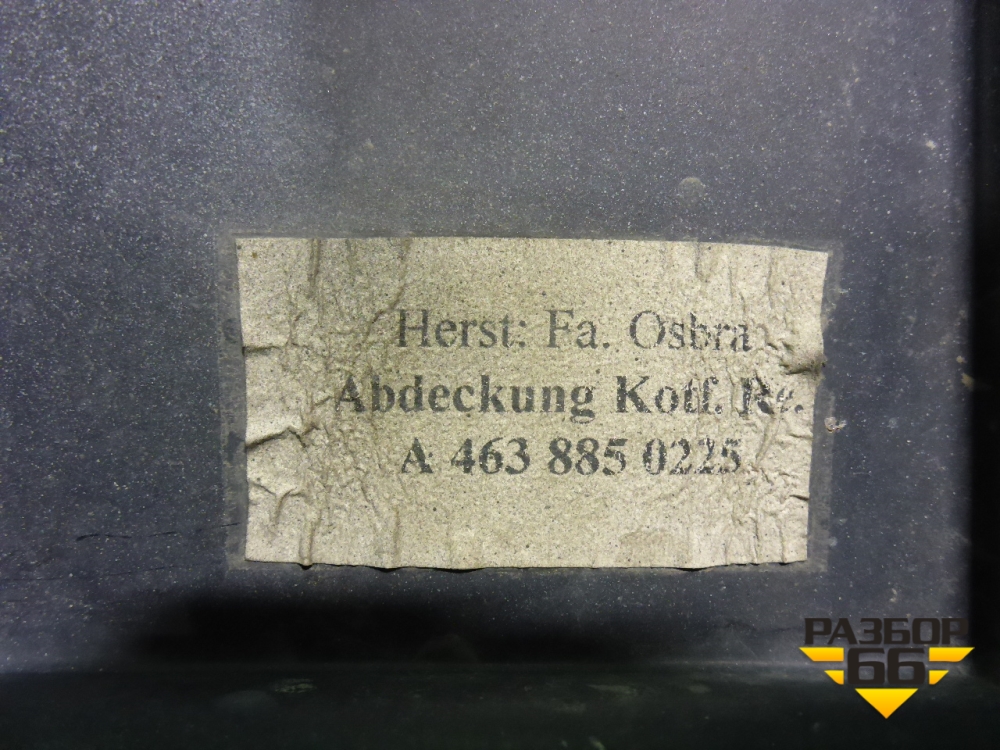 Herst: Fa. Osbra
Abdeckung Kotf. Re.
A 463 885 0225
РАЗБОР
66